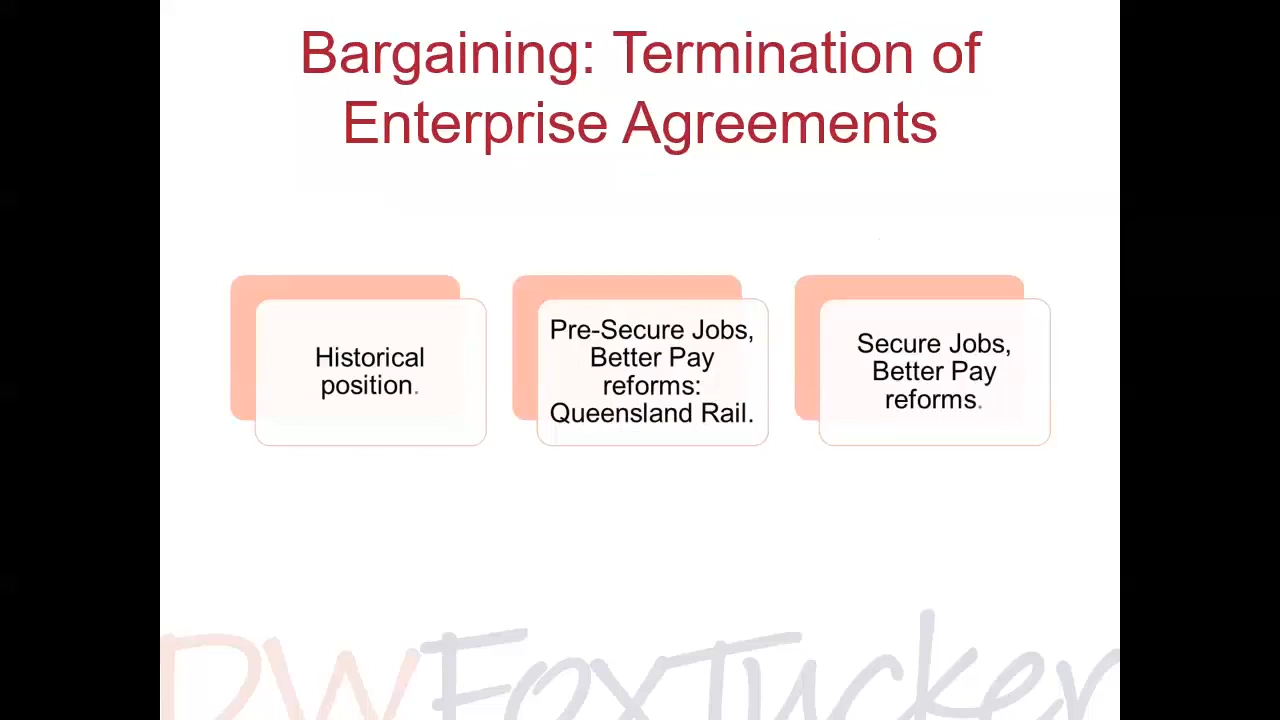 Bargaining: Termination of
Enterprise Agreements
Historical
position.
Pre-Secure Jobs,
Better Pay
reforms:
Queensland Rail.
Secure Jobs,
Better Pay
reforms.
DWFoxTucker